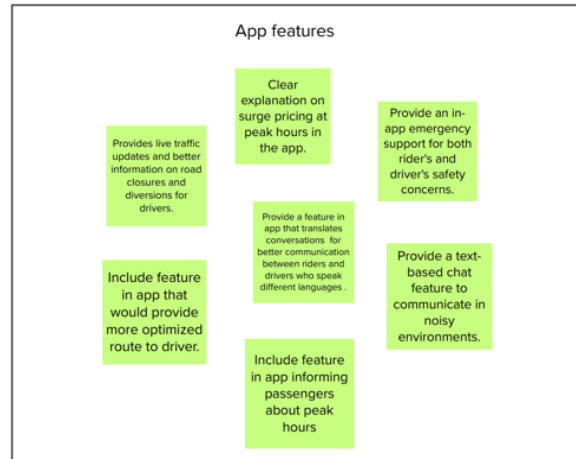 App features
Clear
explanation on
surge pricing at
peak hours in
the app.
Provide an in-
app emergency
support for both
rider's and
driver's safety
concerns.
Provides live traffic
updates and better
information on road
closures and
diversions for
drivers.
Provide a feature in
app that translates
conversations for
better communication
between riders and
drivers who speak
different languages .
Provide a text-
based chat
feature to
communicate in
noisy
environments.
Include feature
in app that
would provide
more optimized
route to driver.
Include feature
in app informing
passengers
about peak
hours